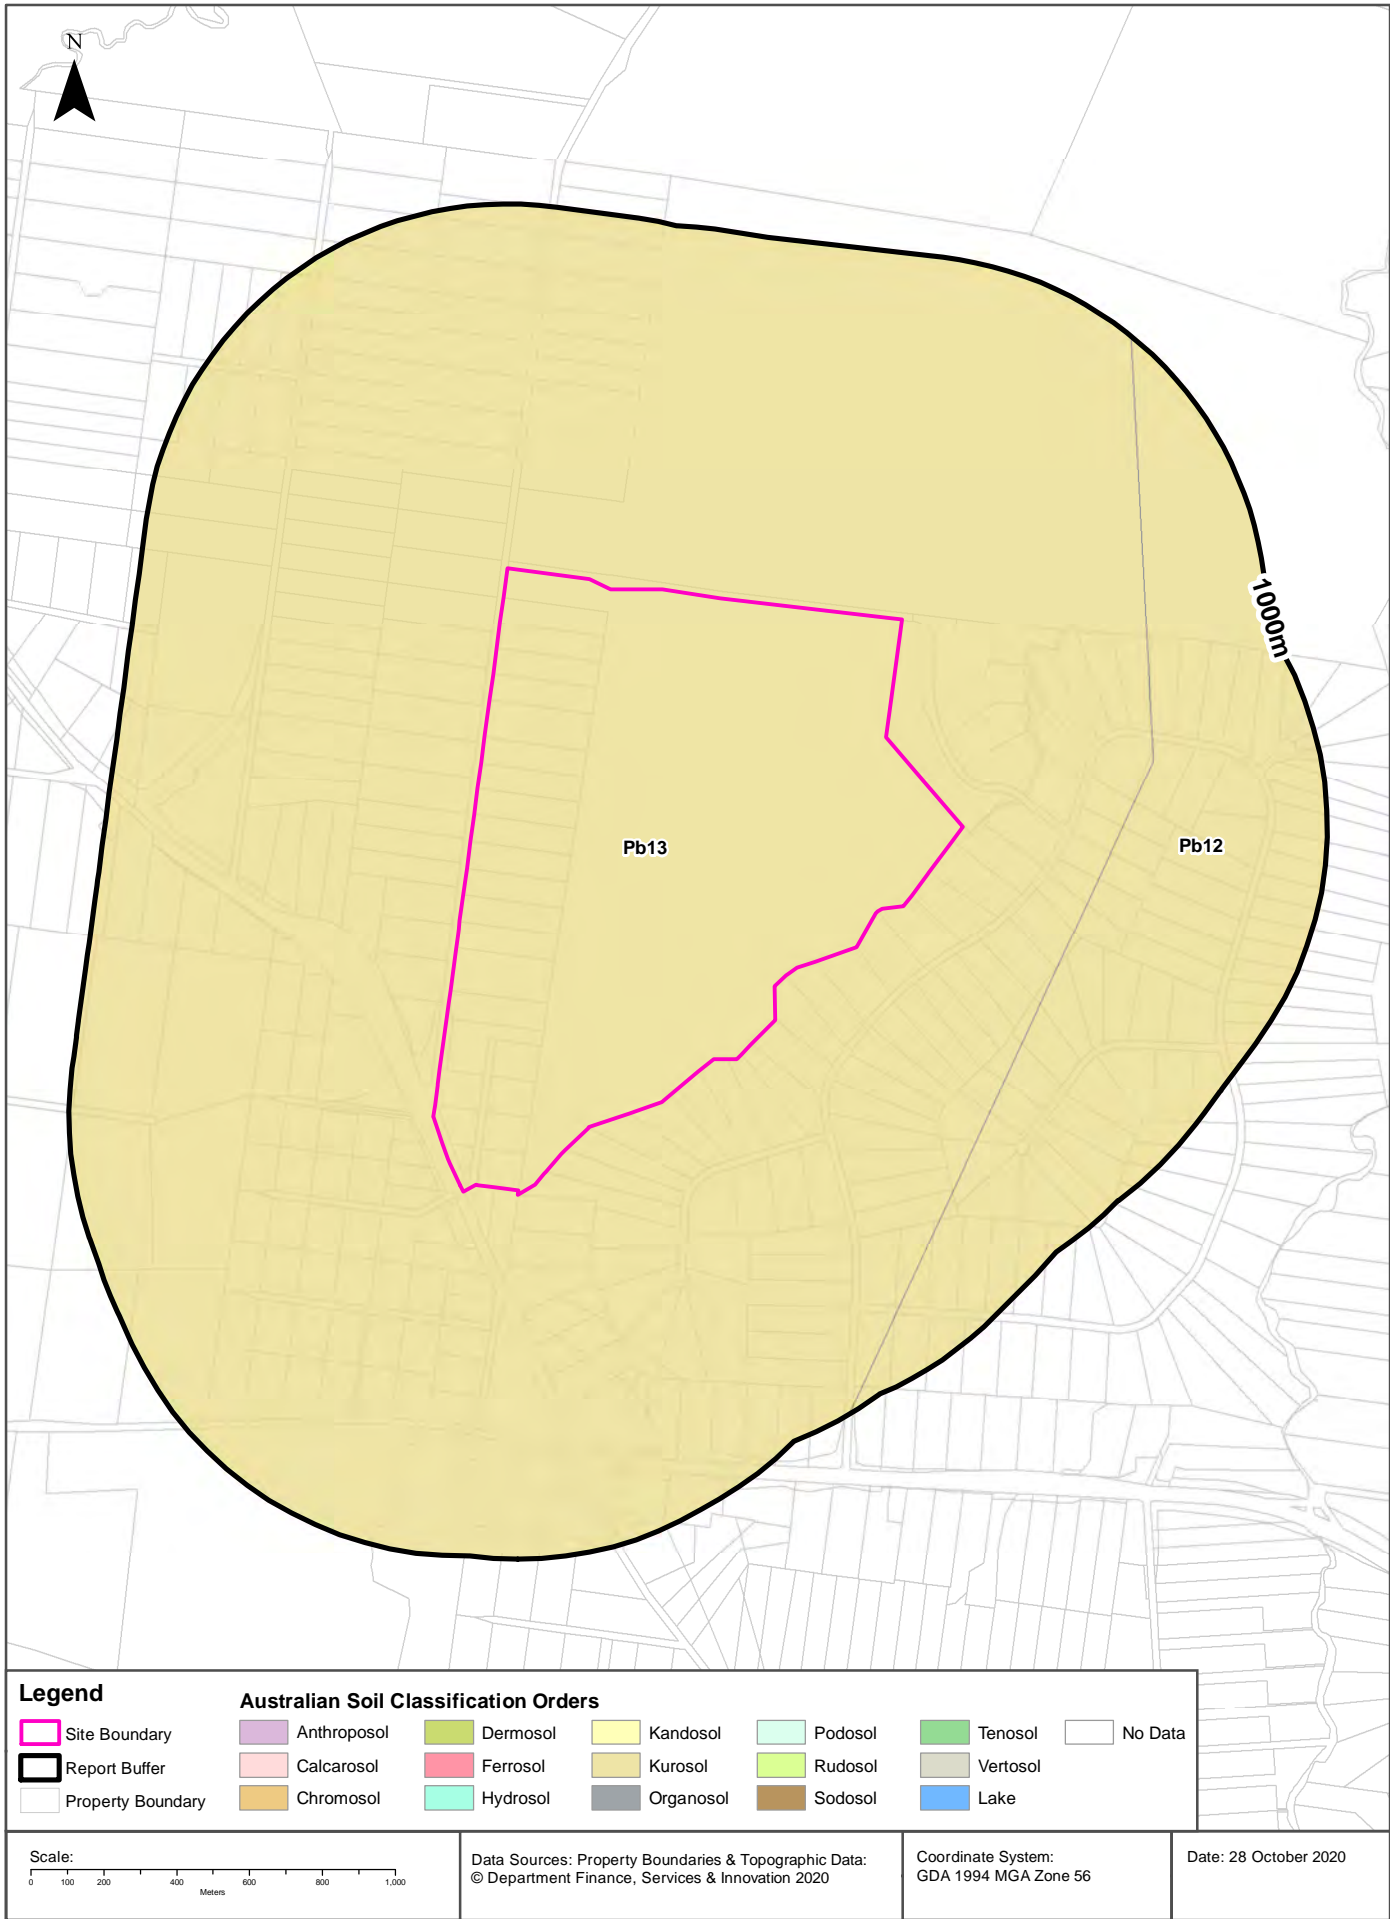 N
1000m
Pb13
Pb12
Legend
Site Boundary
Report Buffer
Property Boundary
Australian Soil Classification Orders
Anthroposol
Calcarosol
Chromosol
Dermosol
Ferrosol
Hydrosol
Kandosol
Kurosol
Organosol
Podosol
Rudosol
Sodosol
Tenosol
Vertosol
Lake
No Data
Scale:
0 100 200 400 600 800 1,000
Meters
Data Sources: Property Boundaries & Topographic Data:
© Department Finance, Services & Innovation 2020
Coordinate System:
GDA 1994 MGA Zone 56
Date: 28 October 2020